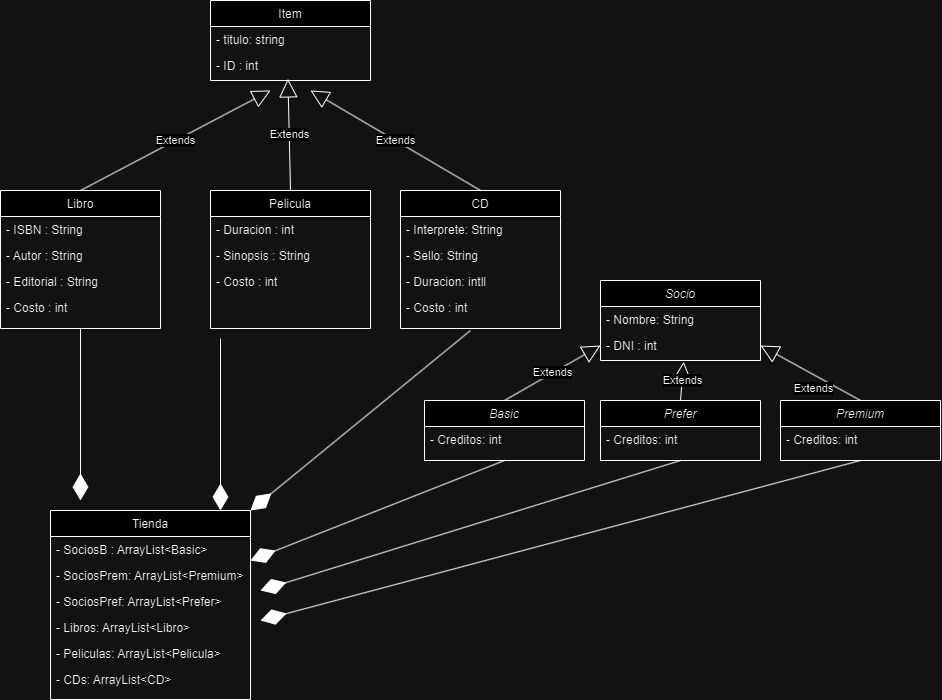 Item
- titulo: string
- ID : int
Extends
Extends
Extends
Libro
- ISBN : String
- Autor : String
- Editorial : String
- Costo : int
Pelicula
- Duracion : int
- Sinopsis : String
- Costo : int
CD
- Interprete: String
- Sello: String
- Duracion: intll
- Costo : int
Socio
- Nombre: String
- DNI : int
Extends
Extends
Extends
Basic
- Creditos: int
Prefer
- Creditos: int
Premium
- Creditos: int
Tienda
- SociosB : ArrayList<Basic>
- SociosPrem: ArrayList<Premium>
- SociosPref: ArrayList<Prefer>
- Libros: ArrayList<Libro>
- Peliculas: ArrayList<Pelicula>
- CDs: ArrayList<CD>